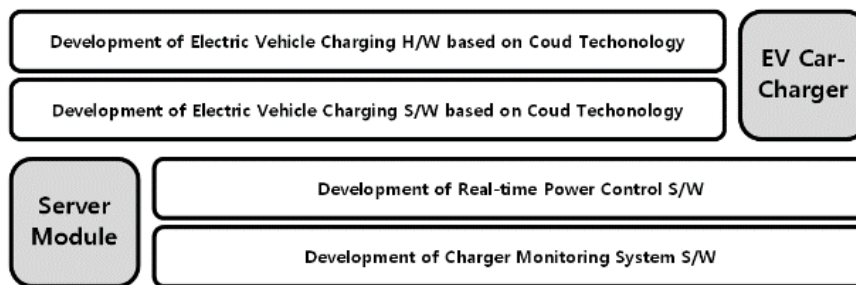 Development of Electric Vehicle Charging H/W based on Coud Techonology
Development of Electric Vehicle Charging S/W based on Coud Techonology
EV Car-
Charger
Server
Module
Development of Real-time Power Control S/W
Development of Charger Monitoring System S/W